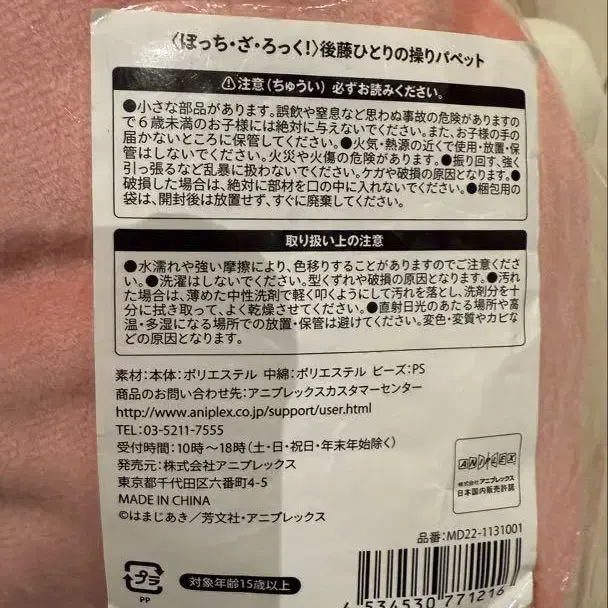 〈ぼっち・ざ・ろっく!〉後藤ひとりの操りパペット
⚠注意(ちゅうい) 必ずお読みください。
●小さな部品があります。誤飲や窒息など思わぬ事故の危険がありますの
で6歳未満のお子様には絶対に与えないでください。また、お子様の手の
届かないところに保管してください。●火気・熱源の近くで使用・放置・保
管はしないでください。火災や火傷の危険があります。●振り回す、強く
引っ張るなど乱暴に扱わないでください。ケガや破損の原因となります。●
破損した場合は、絶対に部材を口の中に入れないでください。●梱包用の
袋は、開封後は放置せず、すぐに廃棄してください。
取り扱い上の注意
●水濡れや強い摩擦により、色移りすることがありますのでご注意くださ
い。●洗濯はしないでください。型くずれや破損の原因となります。●汚れ
た場合は、薄めた中性洗剤で軽く叩くようにして汚れを落とし、洗剤分を十
分に拭き取って、よく乾燥させてください。●直射日光のあたる場所や高
温・多湿になる場所での放置・保管は避けてください。変色・変質やカビな
どの原因となります。
素材:本体:ポリエステル 中綿:ポリエステル ビーズ:PS
商品のお問い合わせ先:アニプレックスカスタマーセンター
http://www.aniplex.co.jp/support/user.html
TEL:03-5211-7555
受付時間:10時〜18時(土・日・祝日・年末年始除く)
発売元:株式会社アニプレックス
東京都千代田区六番町4-5
MADE IN CHINA
©はまじあき/芳文社・アニプレックス
ANIPLEX
株式会社アニプレックス
日本国内販売許諾
品番:MD22-1131001
プラ
PP
対象年齢15歳以上
4 534530 771216